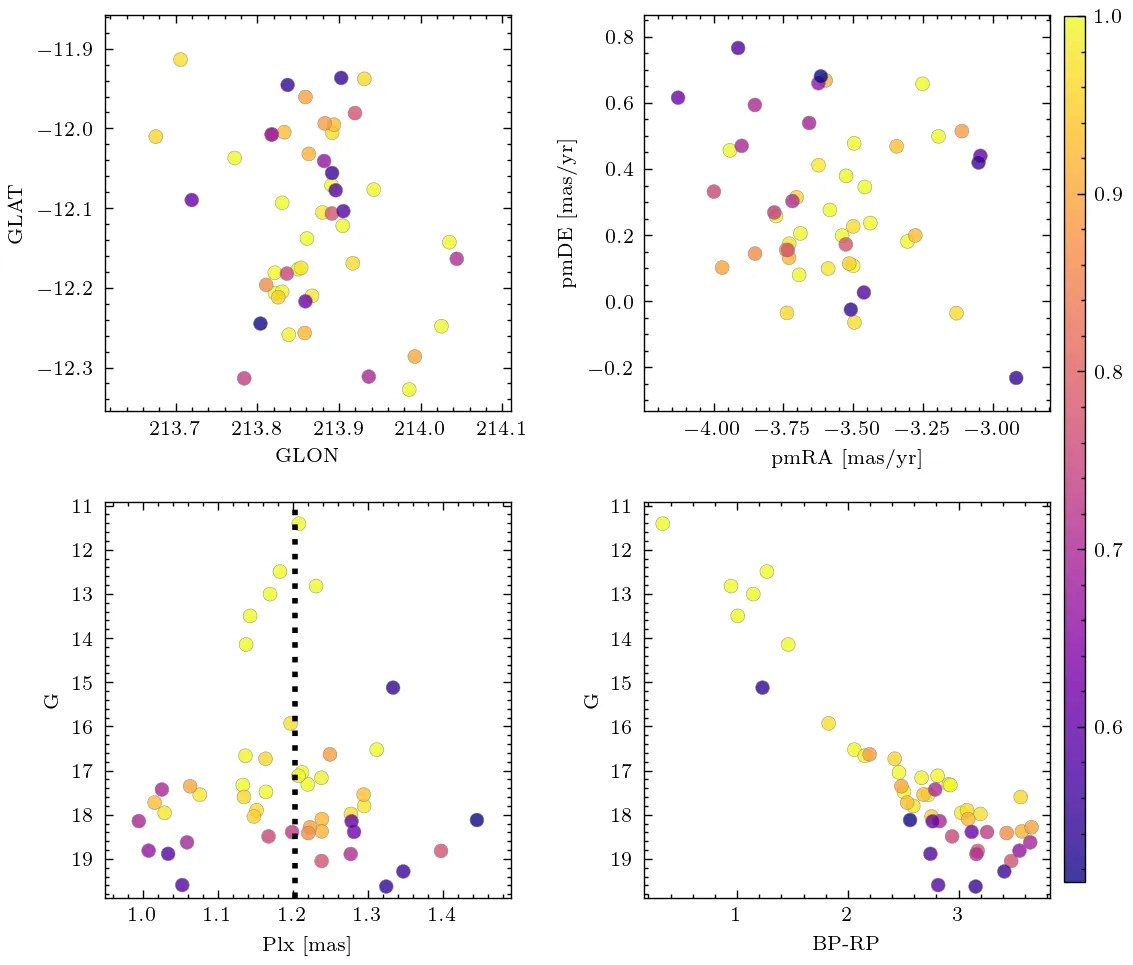 −11.9
−12.0
−12.1
−12.2
−12.3
GLAT
213.7 213.8 213.9 214.0 214.1
GLON
0.8
0.6
0.4
0.2
0.0
−0.2
pmDE [mas/yr]
−4.00 −3.75 −3.50 −3.25 −3.00
pmRA [mas/yr]
11
12
13
14
15
16
17
18
19
G
1.0 1.1 1.2 1.3 1.4
Plx [mas]
11
12
13
14
15
16
17
18
19
G
1 2 3
BP-RP
1.0
0.9
0.8
0.7
0.6